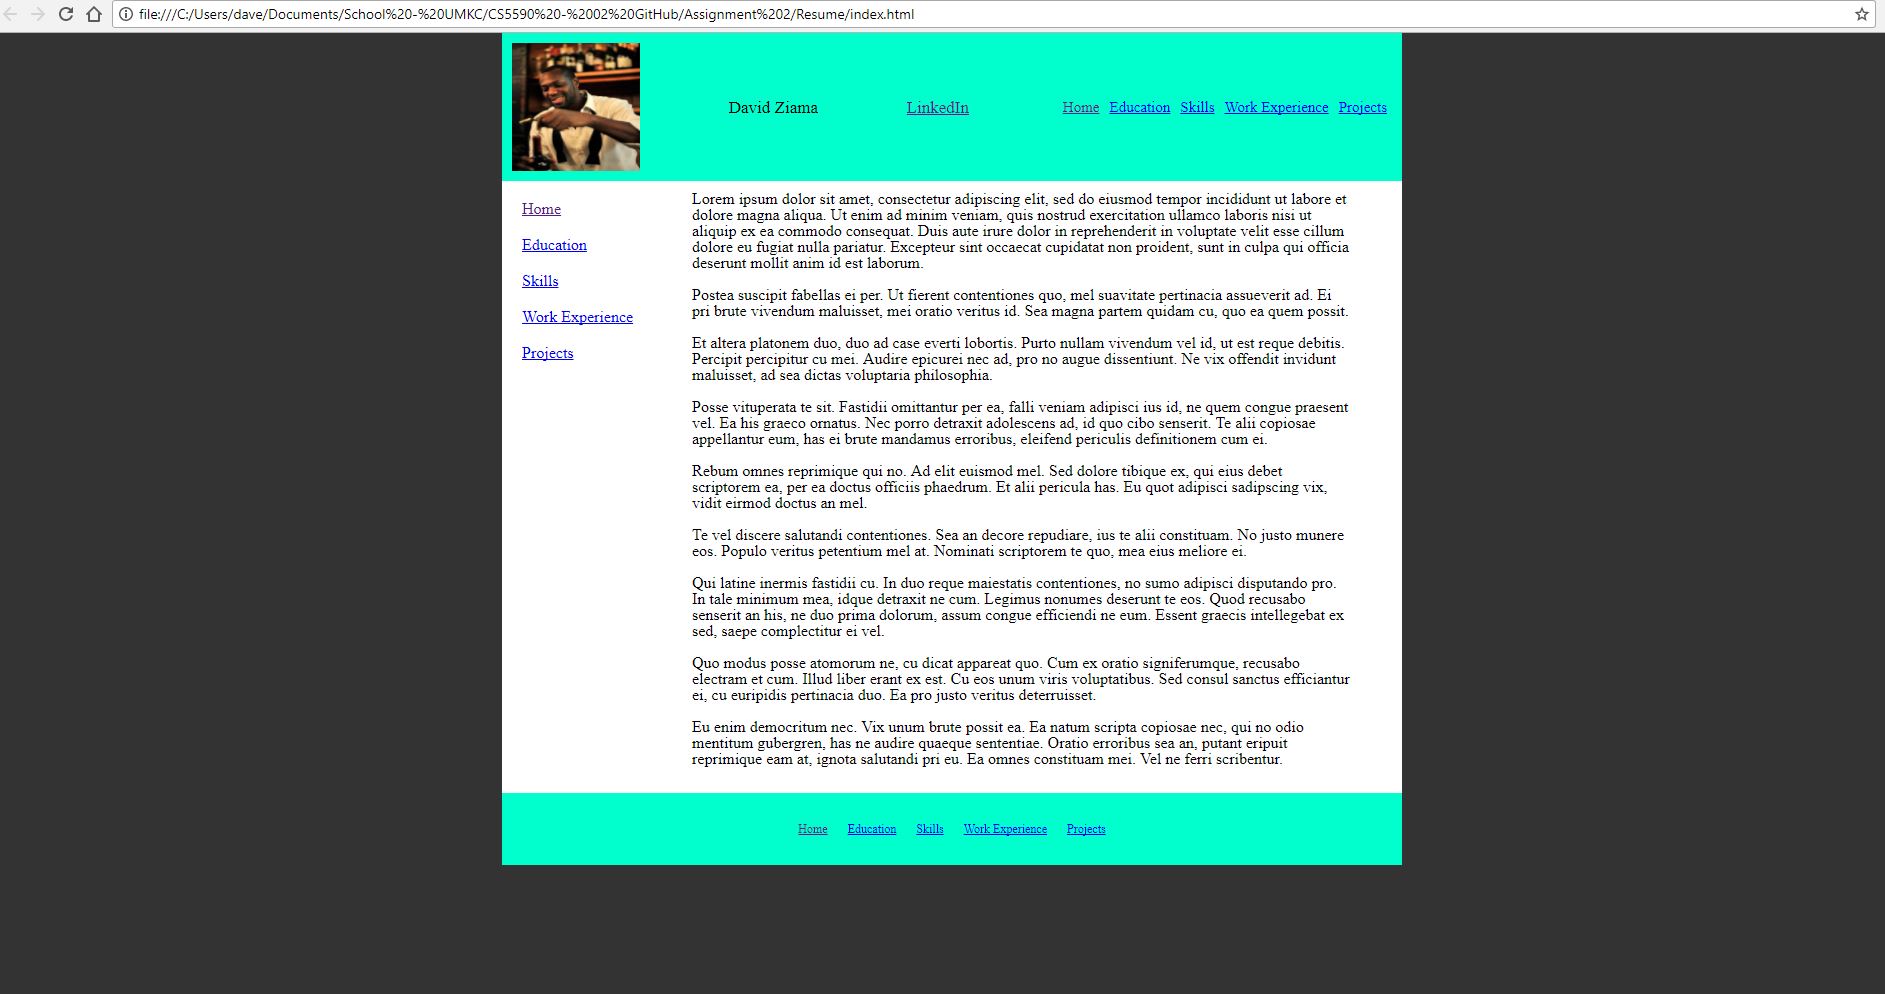 file:///C:/Users/dave/Documents/School%20-%20UMKC/CS5590%20-%2002%20GitHub/Assignment%202/Resume/index.html
David Ziama LinkedIn Home Education Skills Work Experience Projects
Home
Education
Skills
Work Experience
Projects
Lorem ipsum dolor sit amet, consectetur adipiscing elit, sed do eiusmod tempor incididunt ut labore et
dolore magna aliqua. Ut enim ad minim veniam, quis nostrud exercitation ullamco laboris nisi ut
aliquip ex ea commodo consequat. Duis aute irure dolor in reprehenderit in voluptate velit esse cillum
dolore eu fugiat nulla pariatur. Excepteur sint occaecat cupidatat non proident, sunt in culpa qui officia
deserunt mollit anim id est laborum.
Postea suscipit fabellas ei per. Ut fierent contentiones quo, mel suavitate pertinacia assueverit ad. Ei
pri brute vivendum maluisset, mei oratio veritus id. Sea magna partem quidam cu, quo ea quem possit.
Et altera platonem duo, duo ad case everti lobortis. Purto nullam vivendum vel id, ut est reque debitis.
Percipit percipitur cu mei. Audire epicurei nec ad, pro no augue dissentiunt. Ne vix offendit invidunt
maluisset, ad sea dictas voluptaria philosophia.
Posse vituperata te sit. Fastidii omittantur per ea, falli veniam adipisci ius id, ne quem congue praesent
vel. Ea his graeco ornatus. Nec porro detraxit adolescens ad, id quo cibo senserit. Te alii copiosae
appellantur eum, has ei brute mandamus erroribus, eleifend periculis definitionem cum ei.
Rebum omnes reprimique qui no. Ad elit euismod mel. Sed dolore tibique ex, qui eius debet
scriptorem ea, per ea doctus officiis phaedrum. Et alii pericula has. Eu quot adipisci sadipscing vix,
vidit eirmod doctus an mel.
Te vel discere salutandi contentiones. Sea an decore repudiare, ius te alii constituam. No justo munere
eos. Populo veritus petentium mel at. Nominati scriptorem te quo, mea eius meliore ei.
Qui latine inermis fastidii cu. In duo reque maiestatis contentiones, no sumo adipisci disputando pro.
In tale minimum mea, idque detraxit ne cum. Legimus nonumes deserunt te eos. Quod recusabo
senserit an his, ne duo prima dolorum, assum congue efficiendi ne eum. Essent graecis intellegebat ex
sed, saepe complectitur ei vel.
Quo modus posse atomorum ne, cu dicat appareat quo. Cum ex oratio signiferumque, recusabo
electram et cum. Illud liber erant ex est. Cu eos unum viris voluptatibus. Sed consul sanctus efficiantur
ei, cu euripidis pertinacia duo. Ea pro justo veritus deterruisset.
Eu enim democritum nec. Vix unum brute possit ea. Ea natum scripta copiosae nec, qui no odio
mentitum gubergren, has ne audire quaeque sententiae. Oratio erroribus sea an, putant eripuit
reprimique eam at, ignota salutandi pri eu. Ea omnes constituam mei. Vel ne ferri scribentur.
Home Education Skills Work Experience Projects